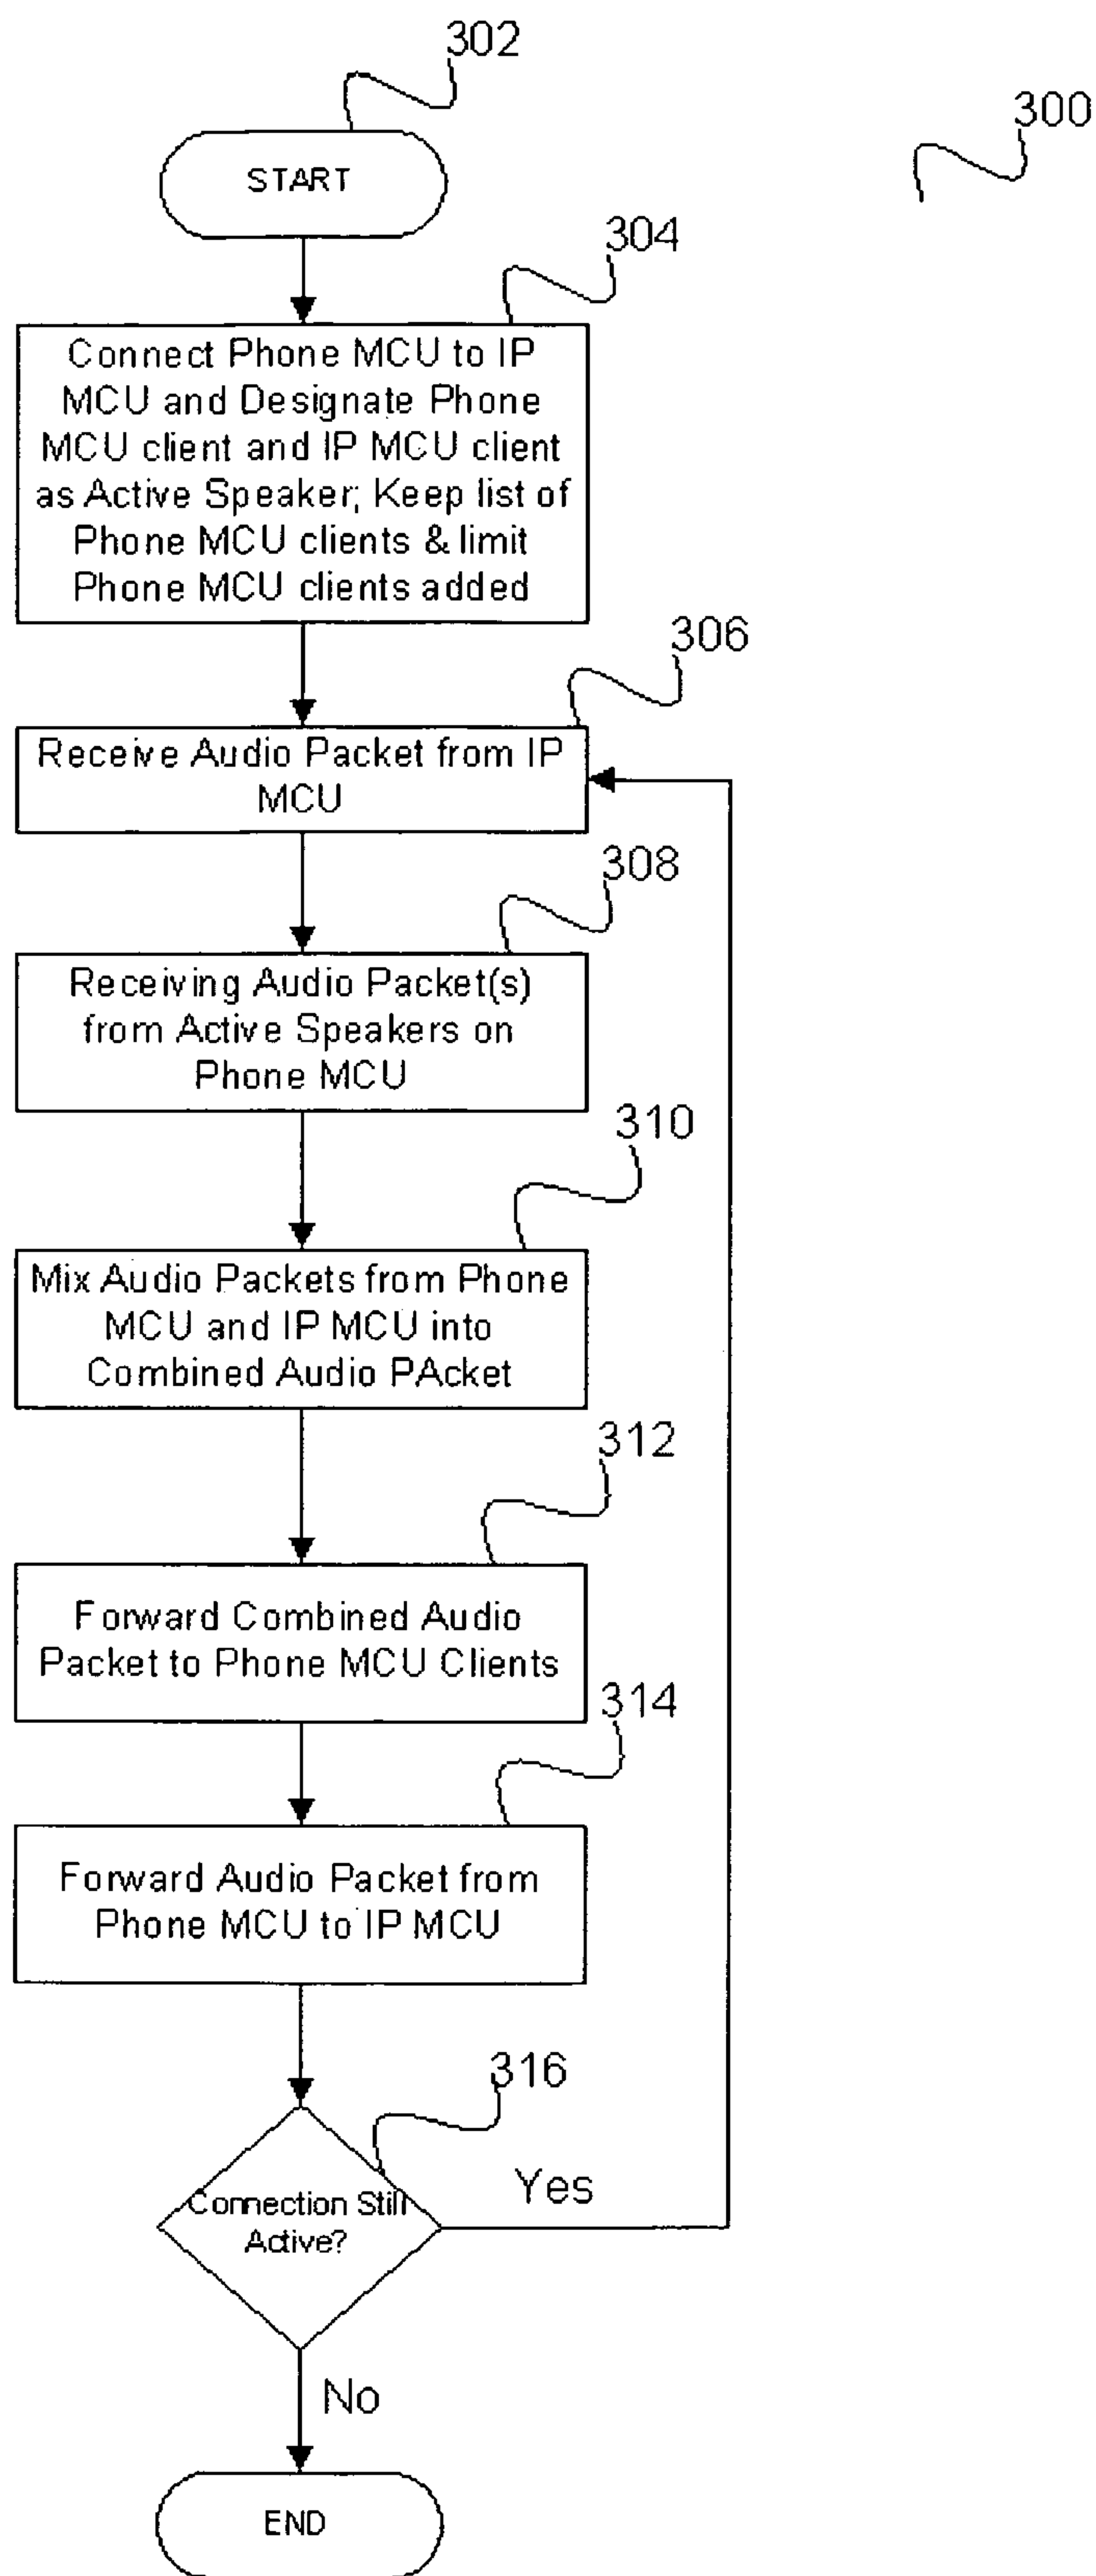 302
300
START
304
Connect Phone MCU to IP
MCU and Designate Phone
MCU client and IP MCU client
as Active Speaker; Keep list of
Phone MCU clients & limit
Phone MCU clients added
306
Receive Audio Packet from IP
MCU
308
Receiving Audio Packet(s)
from Active Speakers on
Phone MCU
310
Mix Audio Packets from Phone
MCU and IP MCU into
Combined Audio PAcket
312
Forward Combined Audio
Packet to Phone MCU Clients
314
Forward Audio Packet from
Phone MCU to IP MCU
316
Connection Still
Active?
Yes
No
END